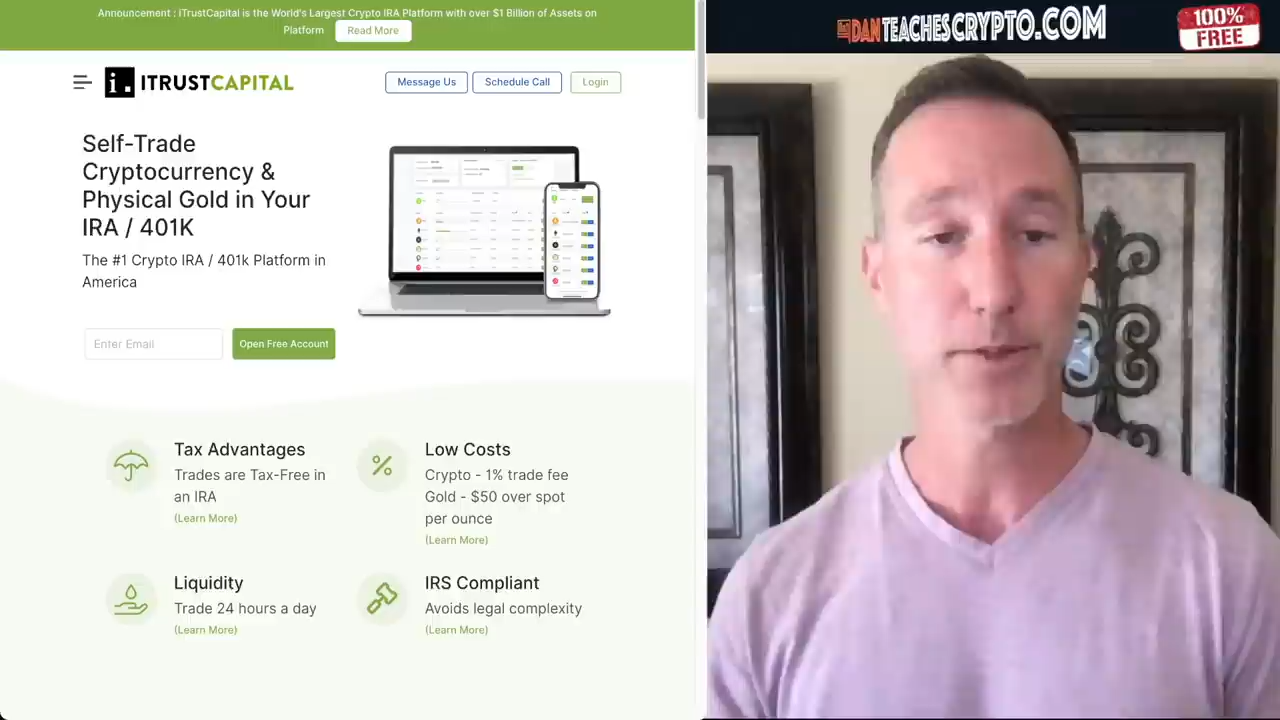 Announcement : iTrustCapital is the World's Largest Crypto IRA Platform with over $1 Billion of Assets on
Platform
Read More
i.
ITRUSTCAPITAL
Message Us
Schedule Call
Login
Self-Trade
Cryptocurrency &
Physical Gold in Your
IRA / 401K
The #1 Crypto IRA / 401k Platform in
America
Enter Email
Open Free Account
Tax Advantages
Trades are Tax-Free in
an IRA
(Learn More)
Low Costs
Crypto - 1% trade fee
Gold - $50 over spot
per ounce
(Learn More)
Liquidity
Trade 24 hours a day
(Learn More)
IRS Compliant
Avoids legal complexity
(Learn More)
DANTEACHESCRYPTO.COM
100%
FREE